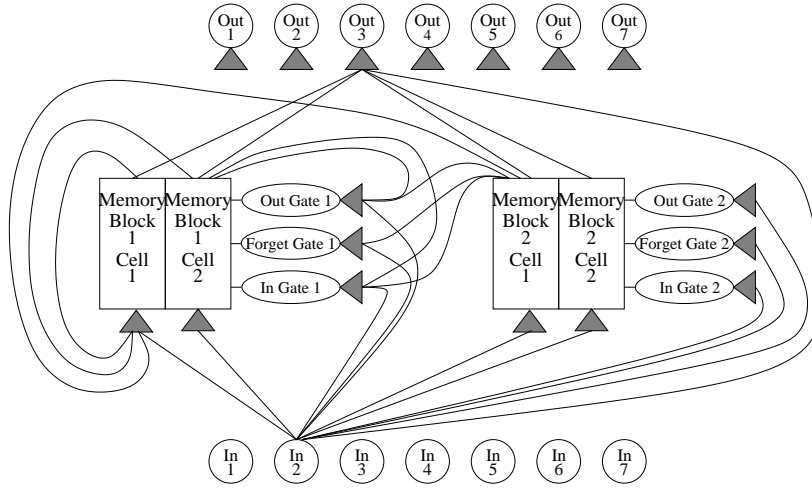 Out 1
Out 2
Out 3
Out 4
Out 5
Out 6
Out 7
Memory Block 1 Cell 1
Memory Block 1 Cell 2
Out Gate 1
Forget Gate 1
In Gate 1
Memory Block 2 Cell 1
Memory Block 2 Cell 2
Out Gate 2
Forget Gate 2
In Gate 2
In 1
In 2
In 3
In 4
In 5
In 6
In 7